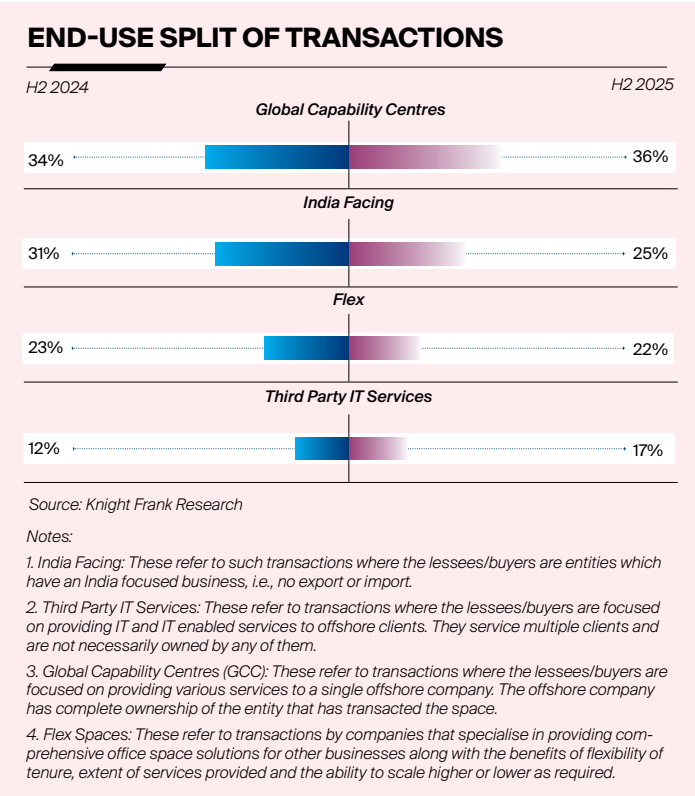 END-USE SPLIT OF TRANSACTIONS
H2 2024
H2 2025
Global Capability Centres
34%
36%
India Facing
31%
25%
Flex
23%
22%
Third Party IT Services
12%
17%
Source: Knight Frank Research
Notes:
1. India Facing: These refer to such transactions where the lessees/buyers are entities which
have an India focused business, i.e., no export or import.
2. Third Party IT Services: These refer to transactions where the lessees/buyers are focused
on providing IT and IT enabled services to offshore clients. They service multiple clients and
are not necessarily owned by any of them.
3. Global Capability Centres (GCC): These refer to transactions where the lessees/buyers are
focused on providing various services to a single offshore company. The offshore company
has complete ownership of the entity that has transacted the space.
4. Flex Spaces: These refer to transactions by companies that specialise in providing com-
prehensive office space solutions for other businesses along with the benefits of flexibility of
tenure, extent of services provided and the ability to scale higher or lower as required.